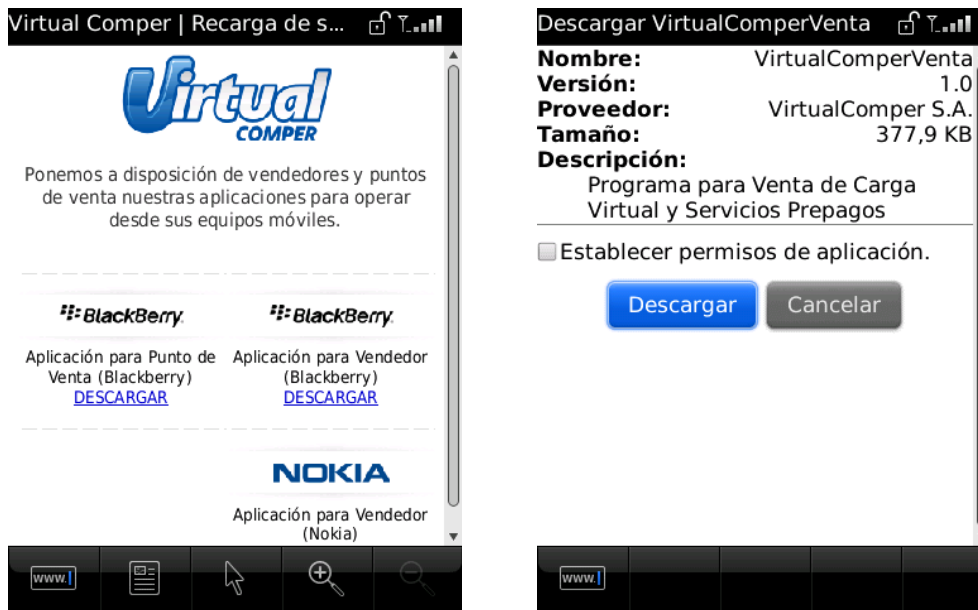 Virtual Comper | Recarga de s...
Virtual
COMPER
Ponemos a disposición de vendedores y puntos
de venta nuestras aplicaciones para operar
desde sus equipos móviles.
BlackBerry.
Aplicación para Punto de
Venta (Blackberry)
DESCARGAR
BlackBerry.
Aplicación para Vendedor
(Blackberry)
DESCARGAR
NOKIA
Aplicación para Vendedor
(Nokia)
www.
Descargar VirtualComperVenta
Nombre: VirtualComperVenta
Versión: 1.0
Proveedor: VirtualComper S.A.
Tamaño: 377,9 KB
Descripción:
Programa para Venta de Carga
Virtual y Servicios Prepagos
Establecer permisos de aplicación.
Descargar Cancelar
www.